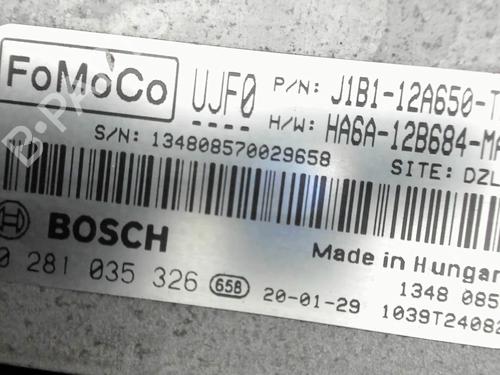 FoMoCo
UJF0
P/N: J1B1-12A650-T
H/W: HA6A-12B684-MA
S/N: 134808570029658
SITE: DZL
BOSCH
0 281 035 326 658
20-01-29
Made in Hungar
1348 085
1039T24082
B-PA